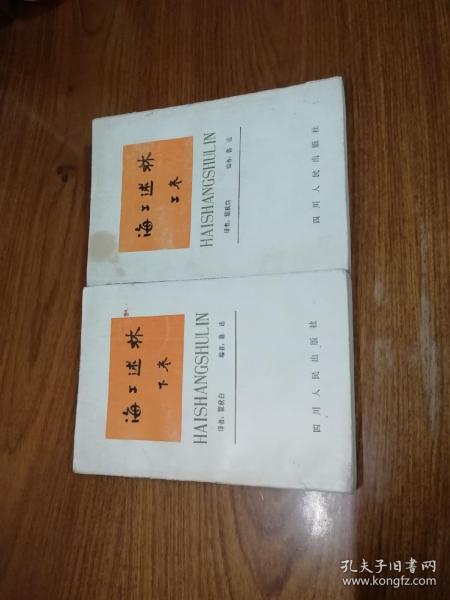 海上述林
上卷
HAISHANGSHULIN
译者：瞿秋白 编者：鲁迅
四川人民出版社
海上述林
下卷
HAISHANGSHULIN
译者：瞿秋白 编者：鲁迅
四川人民出版社
孔夫子旧书网
www.kongfz.com